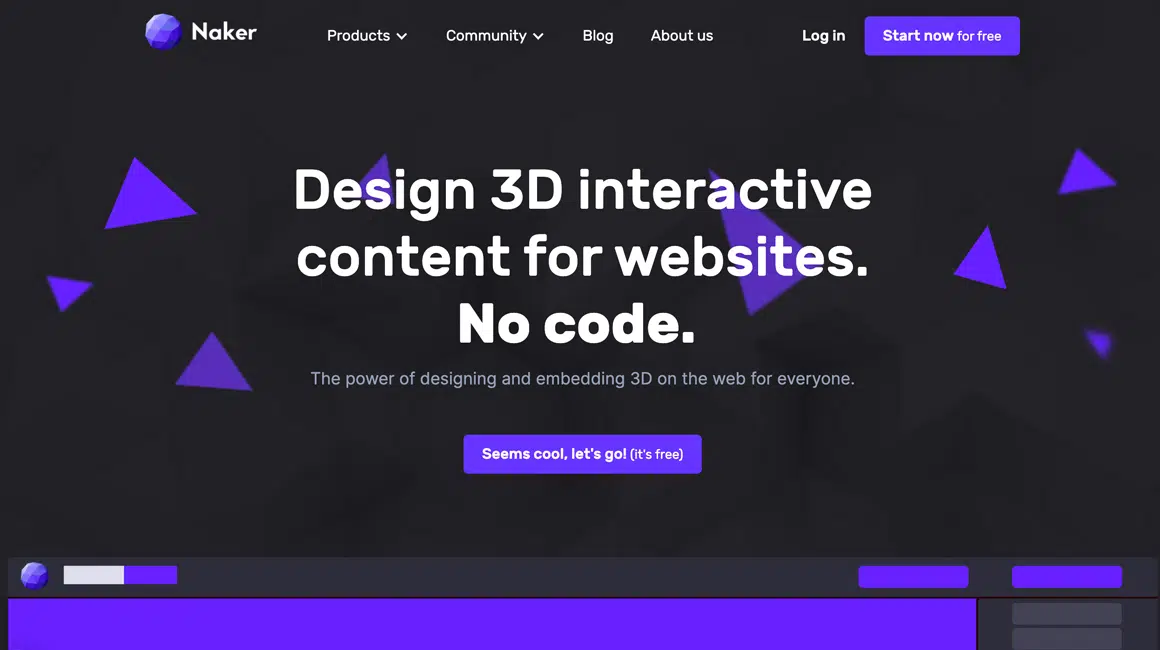 Naker
Products
Community
Blog
About us
Log in
Start now for free
Design 3D interactive
content for websites.
No code.
The power of designing and embedding 3D on the web for everyone.
Seems cool, let's go! (it's free)